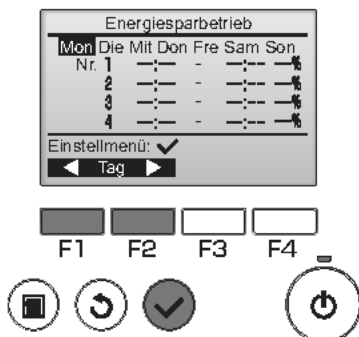 Energiesparbetrieb
Mon Die Mit Don Fre Sam Son
Nr. 1 --:-- - --:-- --%
2 --:-- - --:-- --%
3 --:-- - --:-- --%
4 --:-- - --:-- --%
Einstellmenü: ✓
◀ Tag ▶
F1 F2 F3 F4